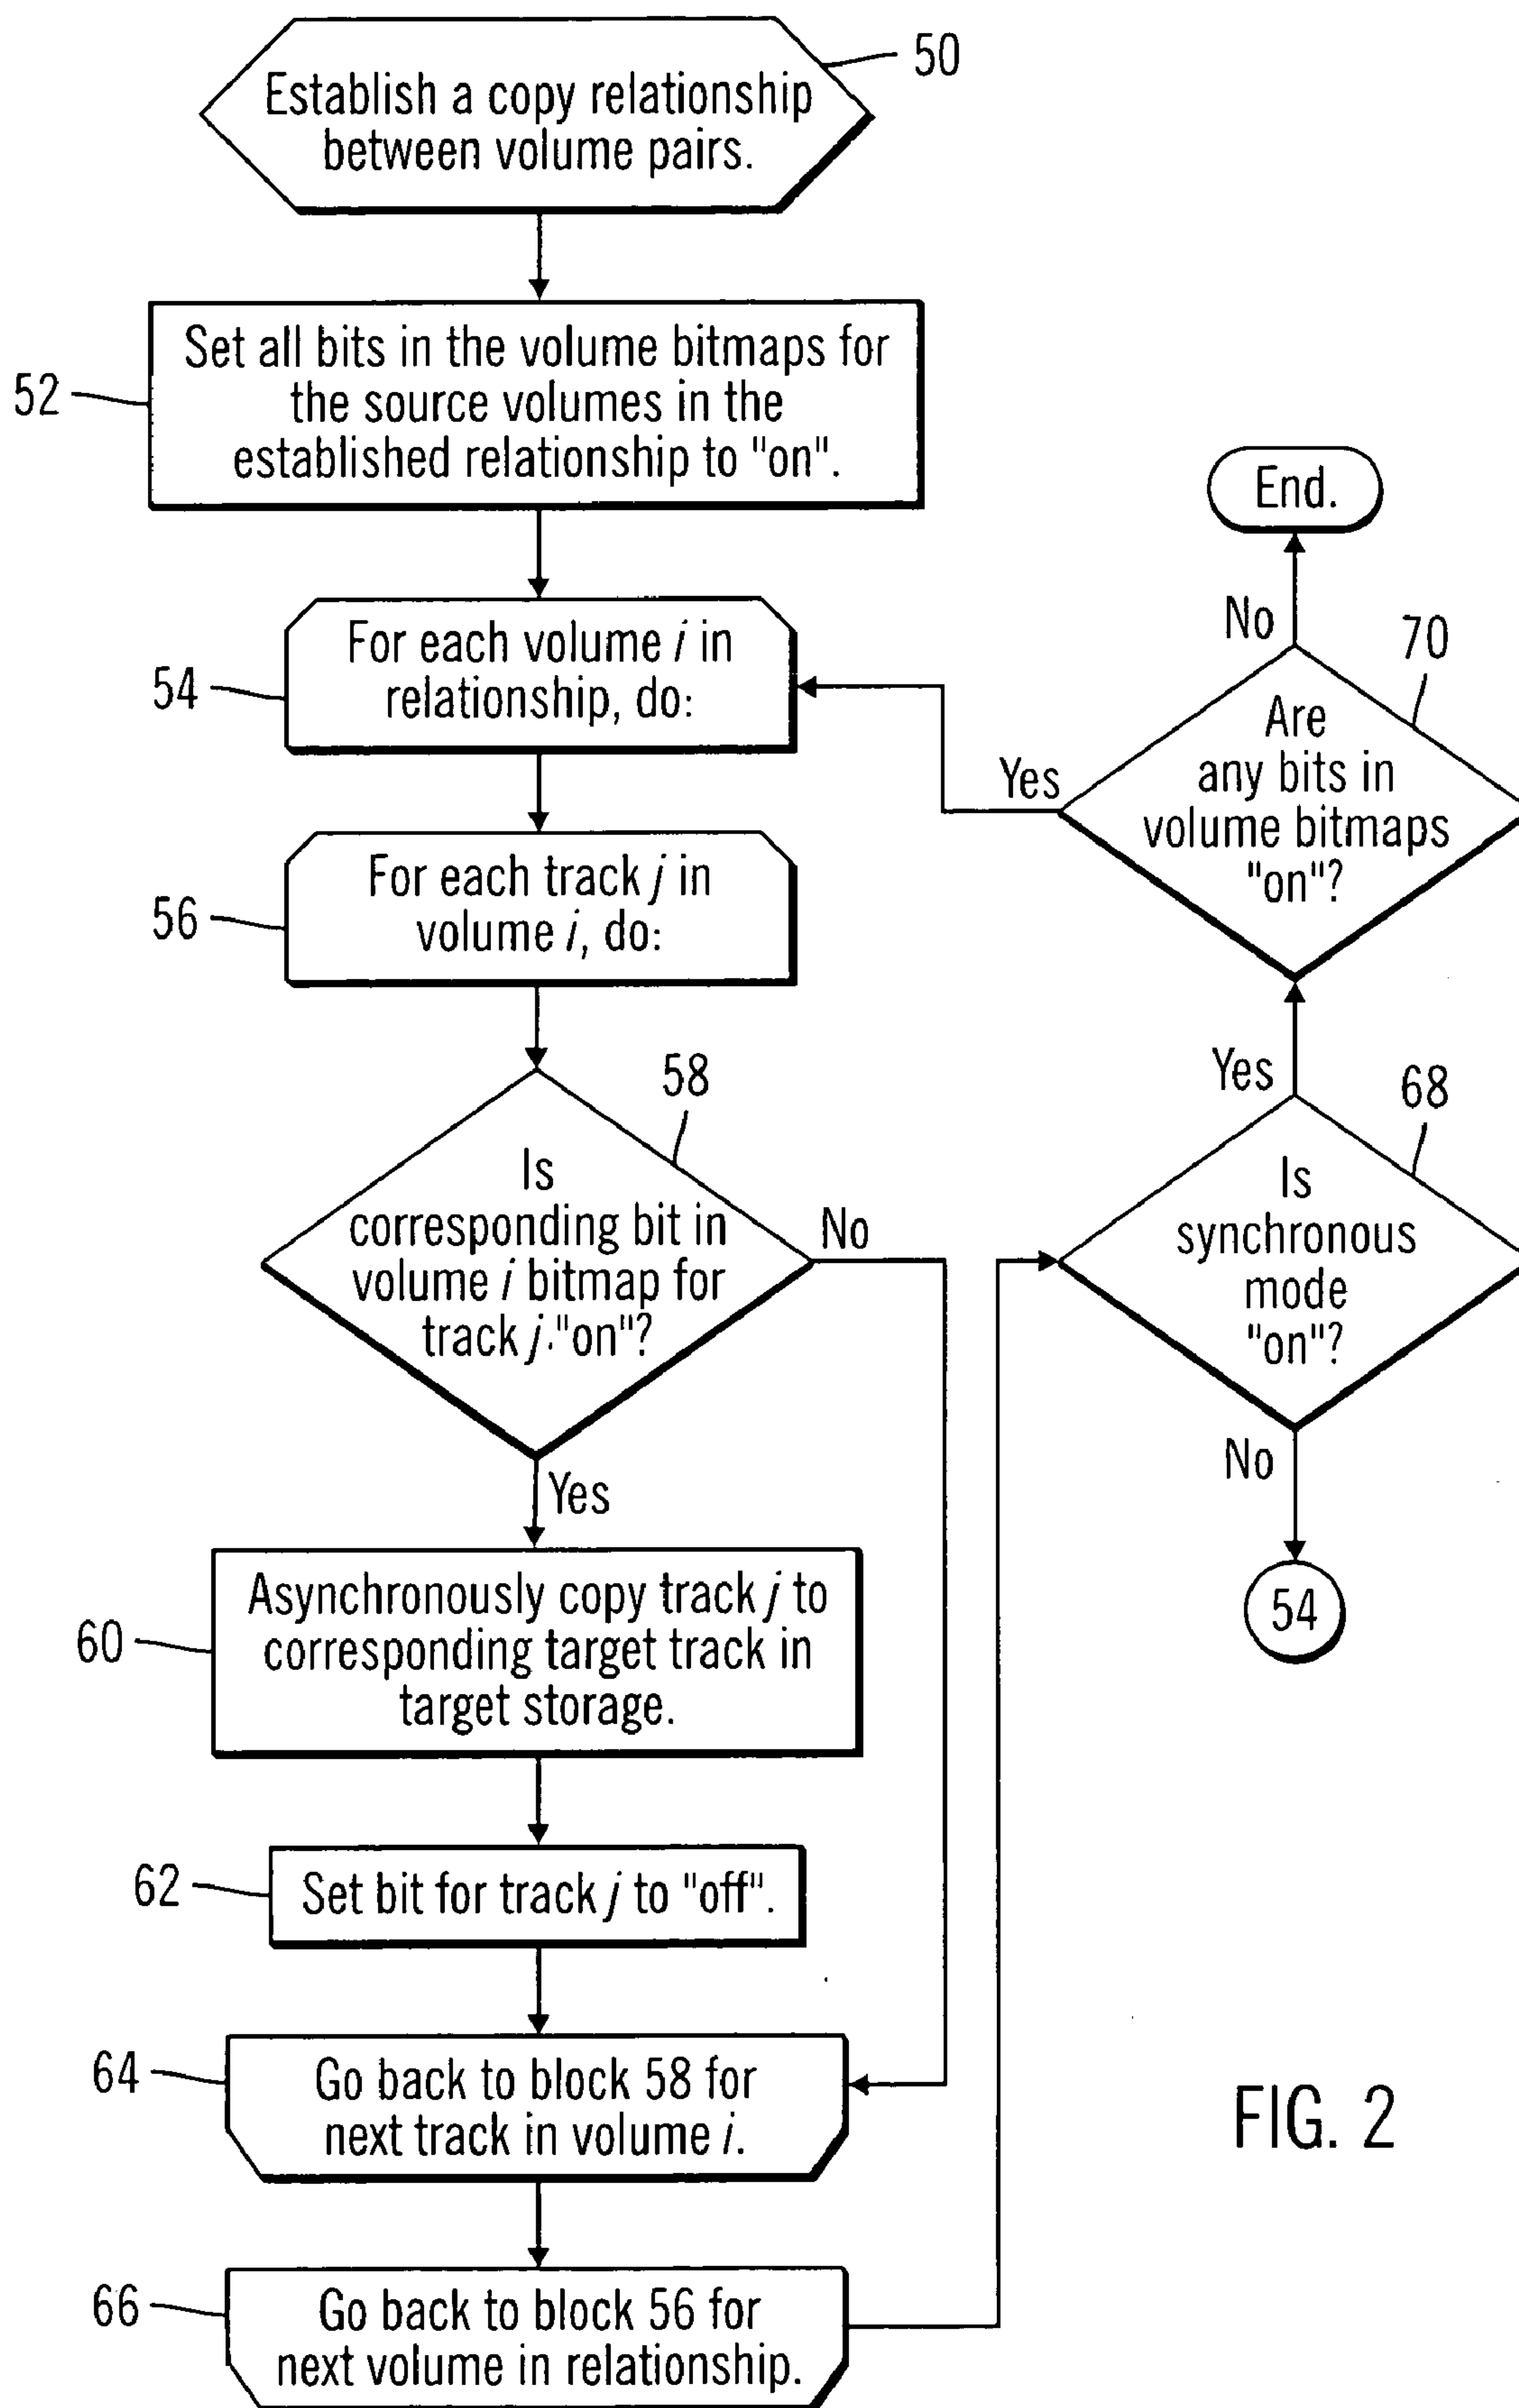 50
Establish a copy relationship
between volume pairs.
52
Set all bits in the volume bitmaps for
the source volumes in the
established relationship to "on".
54
For each volume i in
relationship, do:
56
For each track j in
volume i, do:
58
Is
corresponding bit in
volume i bitmap for
track j "on"?
No
Yes
60
Asynchronously copy track j to
corresponding target track in
target storage.
62
Set bit for track j to "off".
64
Go back to block 58 for
next track in volume i.
66
Go back to block 56 for
next volume in relationship.
End.
No
70
Are
any bits in
volume bitmaps
"on"?
Yes
Yes
68
Is
synchronous
mode
"on"?
No
54
FIG. 2